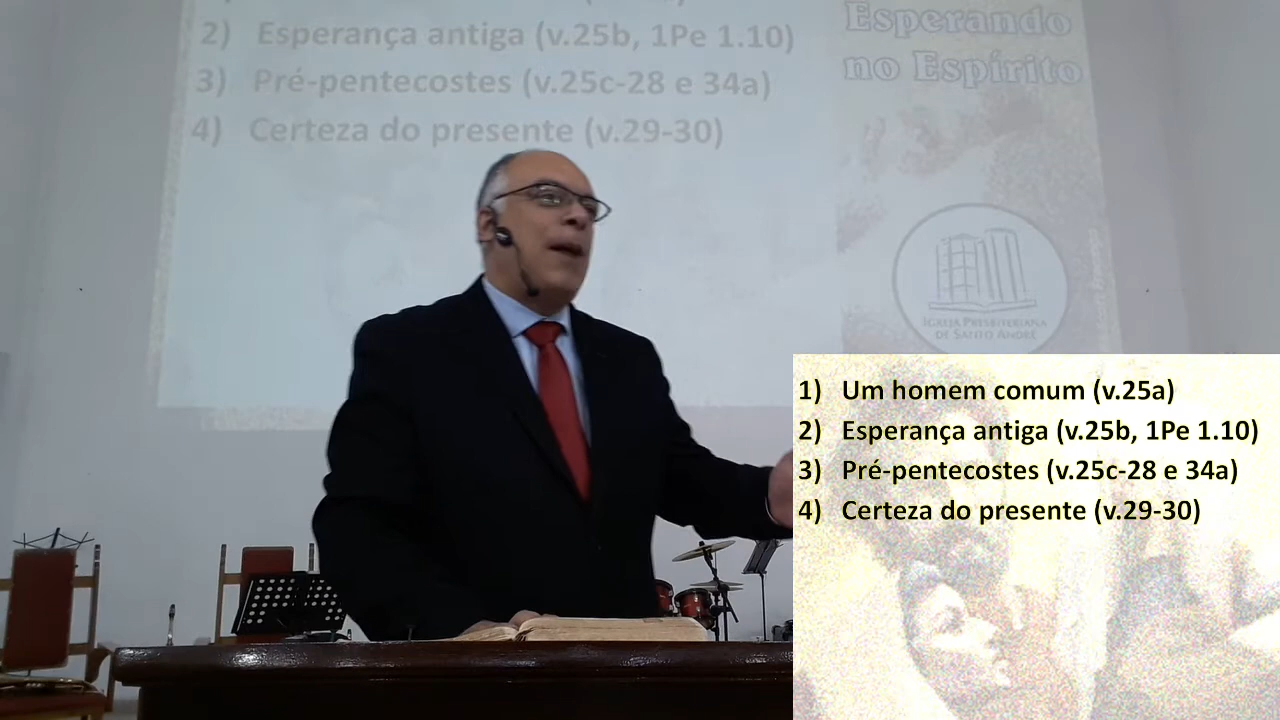 2) Esperança antiga (v.25b, 1Pe 1.10)
3) Pré-pentecostes (v.25c-28 e 34a)
4) Certeza do presente (v.29-30)
Esperando
no Espírito
IGREJA PRESBITERIANA
DE SANTO ANDRÉ
1) Um homem comum (v.25a)
2) Esperança antiga (v.25b, 1Pe 1.10)
3) Pré-pentecostes (v.25c-28 e 34a)
4) Certeza do presente (v.29-30)